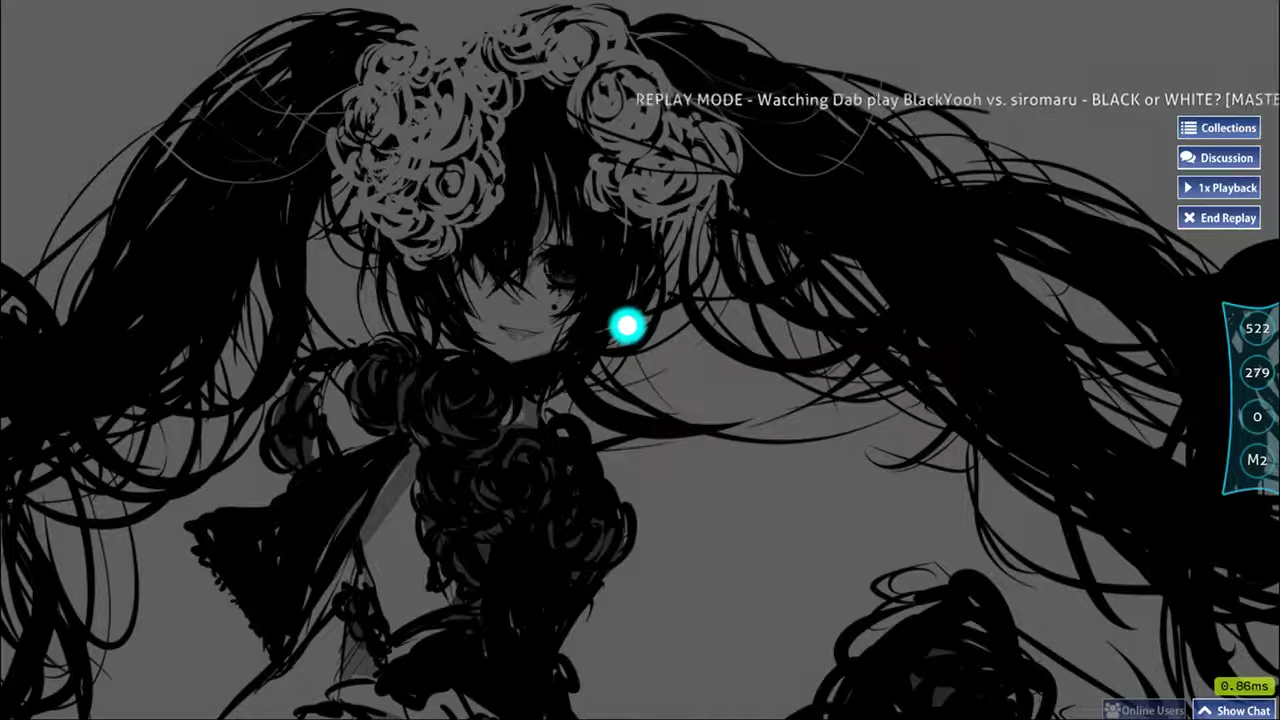 REPLAY MODE - Watching Dab play BlackYooh vs. siromaru - BLACK or WHITE? [MASTE
Collections
Discussion
1x Playback
End Replay
522
279
0
M2
0.86ms
Online Users
Show Chat